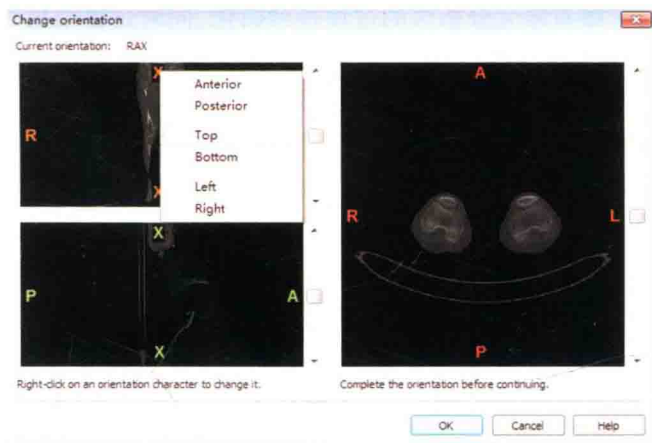 Change orientation
Current orientation: RAX
X
Anterior
Posterior
Top
Bottom
Left
Right
R
X
X
P
A
X
A
R
L
P
Right-click on an orientation character to change it.
Complete the orientation before continuing.
OK
Cancel
Help